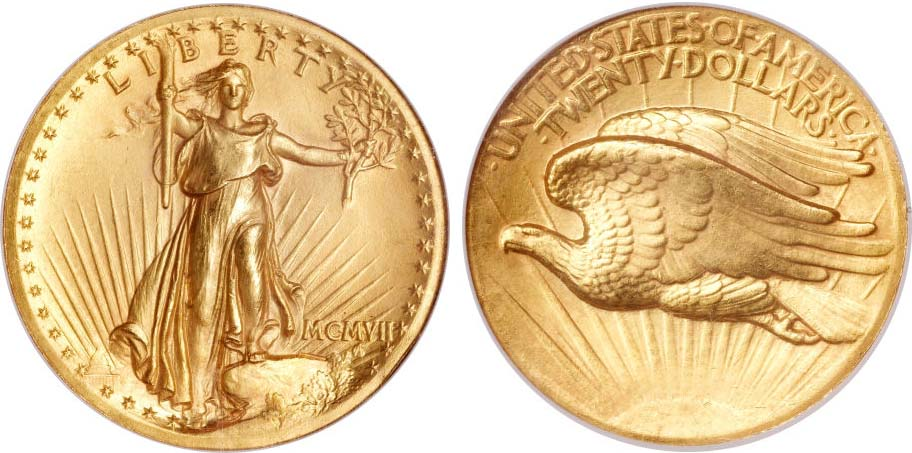 LIBERTY
MCMVII
·UNITED·STATES·OF·AMERICA·
·TWENTY·DOLLARS·